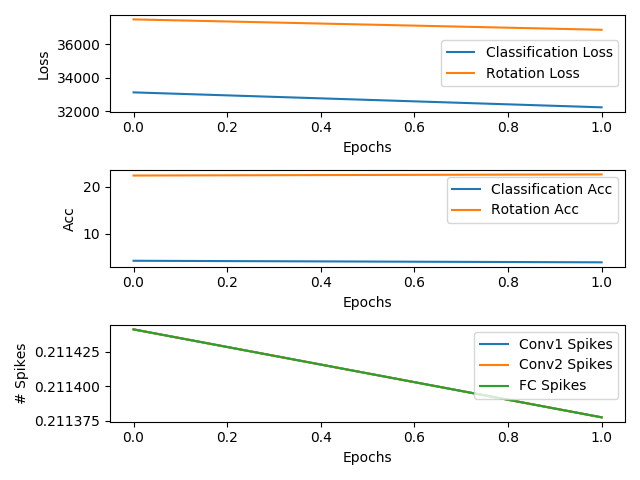 36000
34000
32000
Loss
Classification Loss
Rotation Loss
0.0 0.2 0.4 0.6 0.8 1.0
Epochs
20
10
Acc
Classification Acc
Rotation Acc
0.0 0.2 0.4 0.6 0.8 1.0
Epochs
0.211425
0.211400
0.211375
# Spikes
Conv1 Spikes
Conv2 Spikes
FC Spikes
0.0 0.2 0.4 0.6 0.8 1.0
Epochs